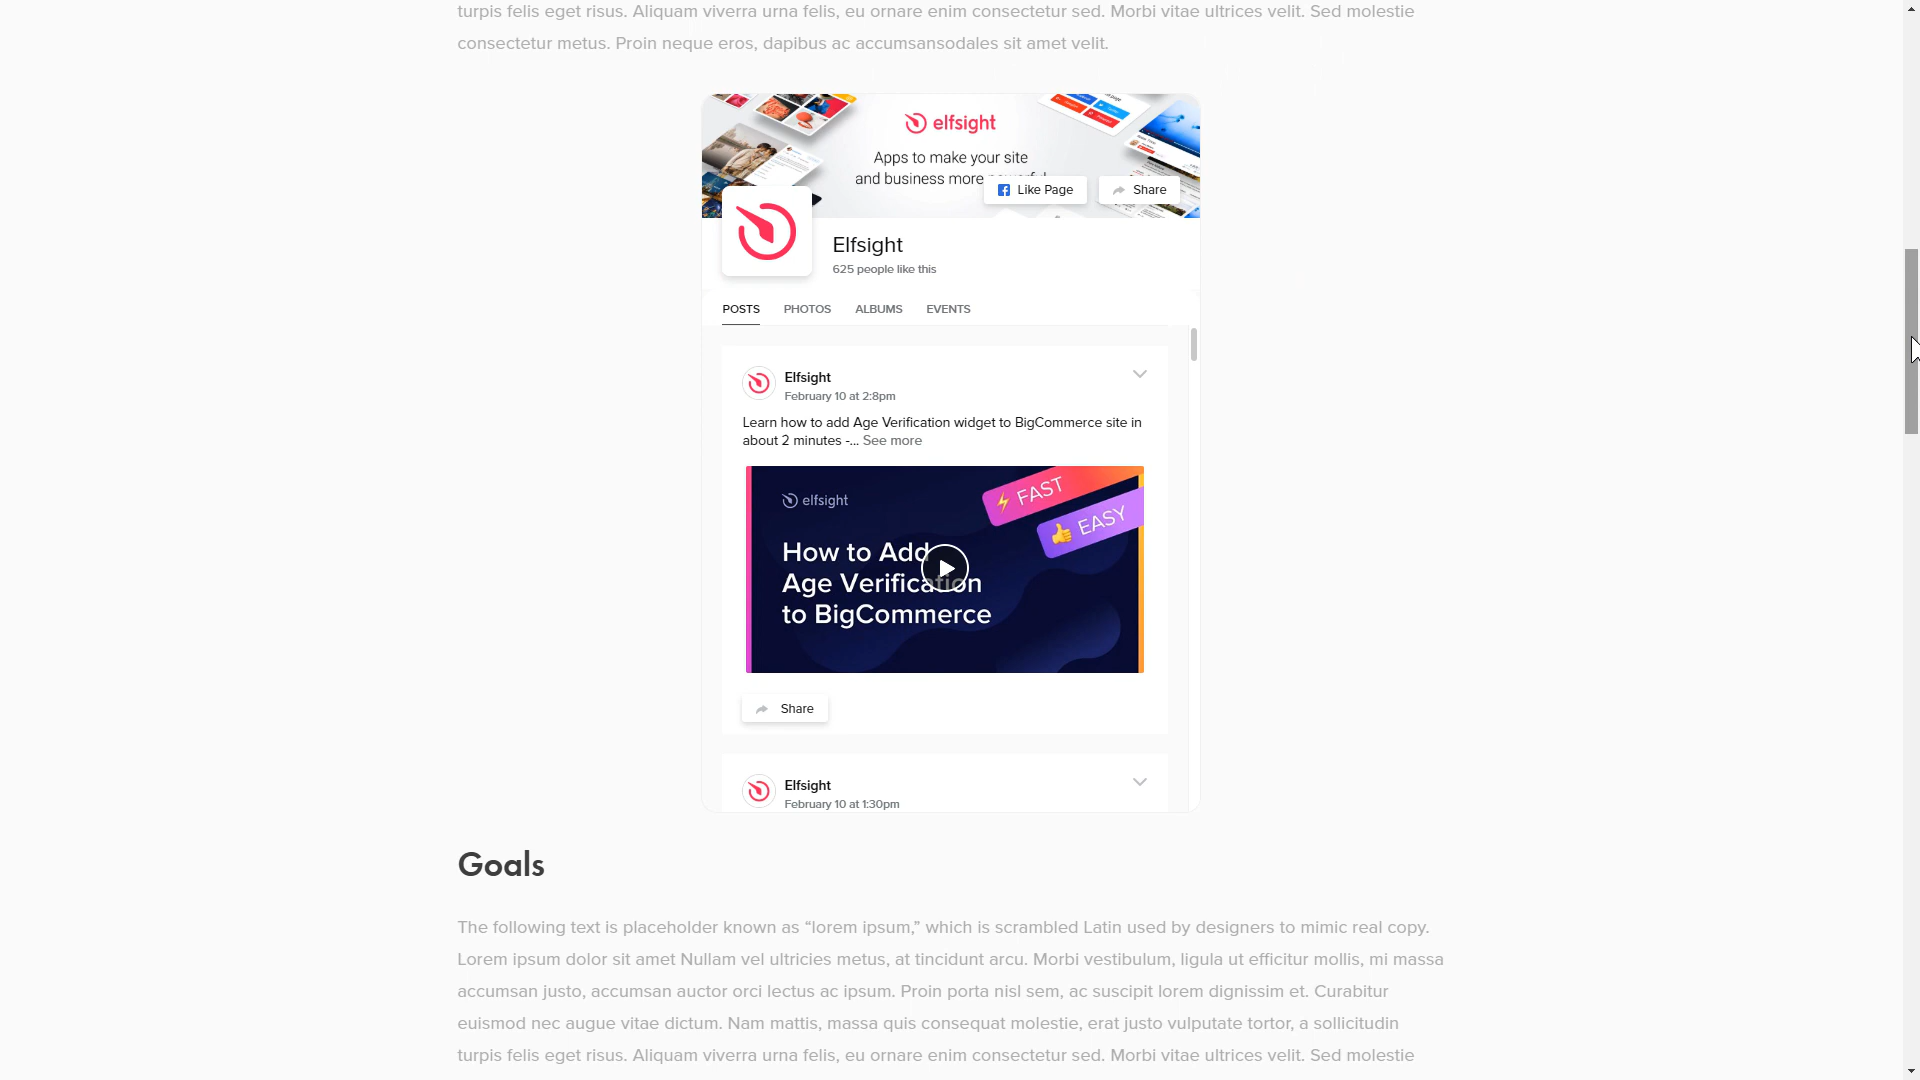 turpis felis eget risus. Aliquam viverra urna felis, eu ornare enim consectetur sed. Morbi vitae ultrices velit. Sed molestie
consectetur metus. Proin neque eros, dapibus ac accumsansodales sit amet velit.
elfsight
Apps to make your site
and business more
Like Page
Share
Elfsight
625 people like this
POSTS PHOTOS ALBUMS EVENTS
Elfsight
February 10 at 2:8pm
Learn how to add Age Verification widget to BigCommerce site in
about 2 minutes -... See more
elfsight
FAST
EASY
How to Add
Age Verification
to BigCommerce
Share
Elfsight
February 10 at 1:30pm
Goals
The following text is placeholder known as “lorem ipsum,” which is scrambled Latin used by designers to mimic real copy.
Lorem ipsum dolor sit amet Nullam vel ultricies metus, at tincidunt arcu. Morbi vestibulum, ligula ut efficitur mollis, mi massa
accumsan justo, accumsan auctor orci lectus ac ipsum. Proin porta nisl sem, ac suscipit lorem dignissim et. Curabitur
euismod nec augue vitae dictum. Nam mattis, massa quis consequat molestie, erat justo vulputate tortor, a sollicitudin
turpis felis eget risus. Aliquam viverra urna felis, eu ornare enim consectetur sed. Morbi vitae ultrices velit. Sed molestie